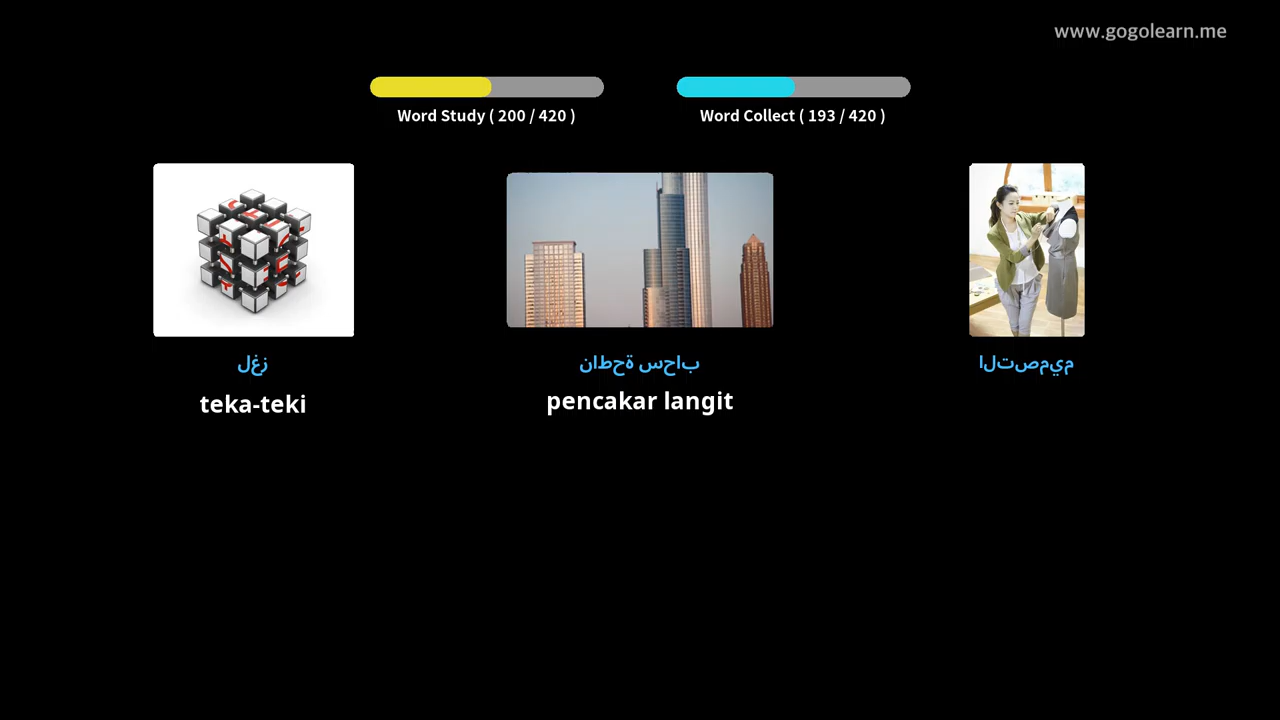 www.gogolearn.me
Word Study ( 200 / 420 )
Word Collect ( 193 / 420 )
لغز
teka-teki
ناطحة سحاب
pencakar langit
التصميم